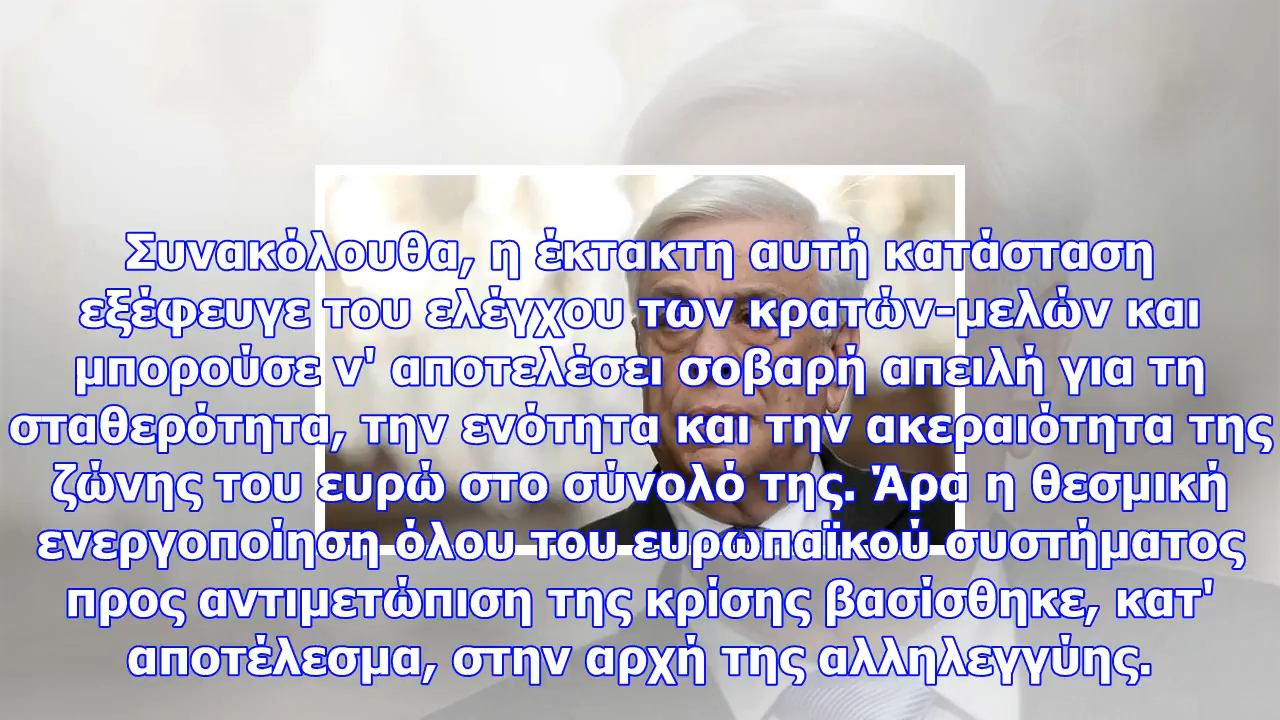 Συνακόλουθα, η έκτακτη αυτή κατάσταση
εξέφευγε του ελέγχου των κρατών-μελών και
μπορούσε ν' αποτελέσει σοβαρή απειλή για τη
σταθερότητα, την ενότητα και την ακεραιότητα της
ζώνης του ευρώ στο σύνολό της. Άρα η θεσμική
ενεργοποίηση όλου του ευρωπαϊκού συστήματος
προς αντιμετώπιση της κρίσης βασίσθηκε, κατ'
αποτέλεσμα, στην αρχή της αλληλεγγύης.